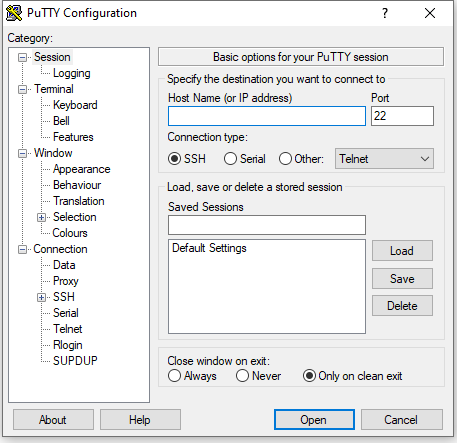 PuTTY Configuration
? ×
Category:
Session
Logging
Terminal
Keyboard
Bell
Features
Window
Appearance
Behaviour
Translation
Selection
Colours
Connection
Data
Proxy
SSH
Serial
Telnet
Rlogin
SUPDUP
Basic options for your PuTTY session
Specify the destination you want to connect to
Host Name (or IP address) Port
22
Connection type:
SSH Serial Other: Telnet
Load, save or delete a stored session
Saved Sessions
Default Settings
Load
Save
Delete
Close window on exit:
Always Never Only on clean exit
About Help Open Cancel